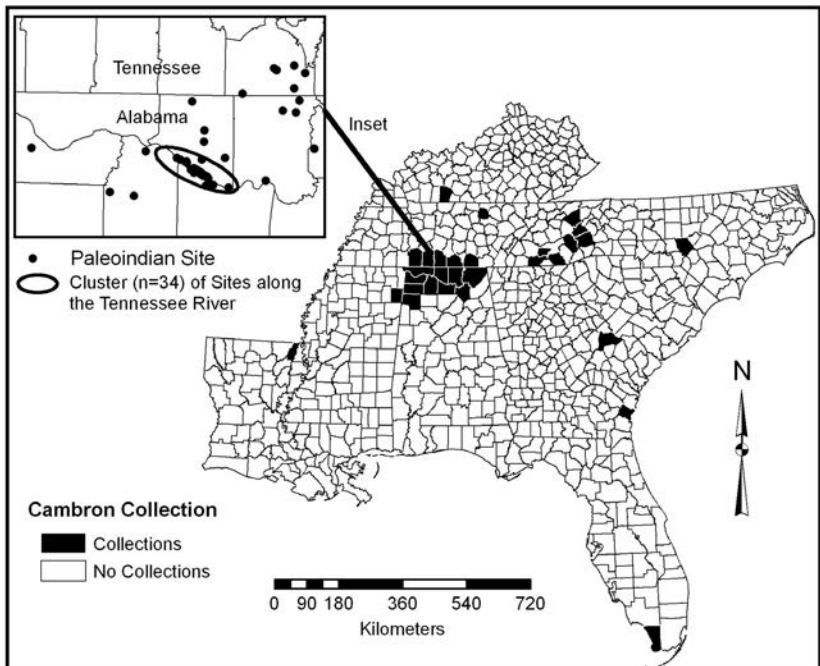 Tennessee
Alabama
Inset
Paleoindian Site
Cluster (n=34) of Sites along
the Tennessee River
N
Cambron Collection
Collections
No Collections
0 90 180 360 540 720
Kilometers